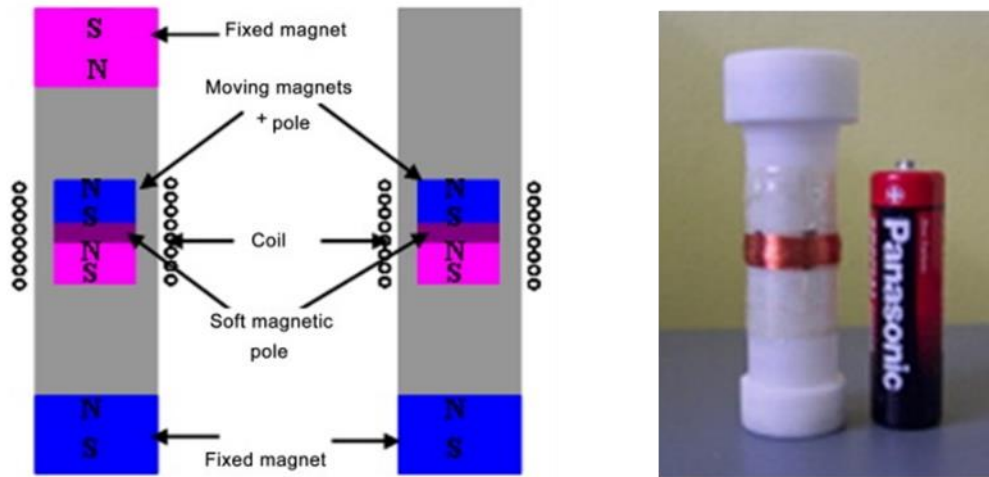 S
Fixed magnet
N
Moving magnets
+ pole
N
N
S
S
Coil
N
N
S
S
Soft magnetic
pole
N
N
S
S
Fixed magnet
+
Panasonic